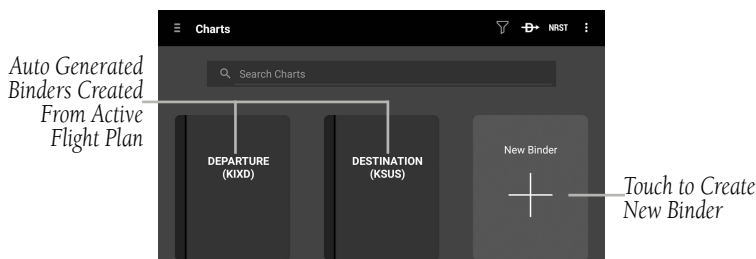 Charts
NRST
Search Charts
Auto Generated
Binders Created
From Active
Flight Plan
DEPARTURE
(KIXD)
DESTINATION
(KSUS)
New Binder
Touch to Create
New Binder